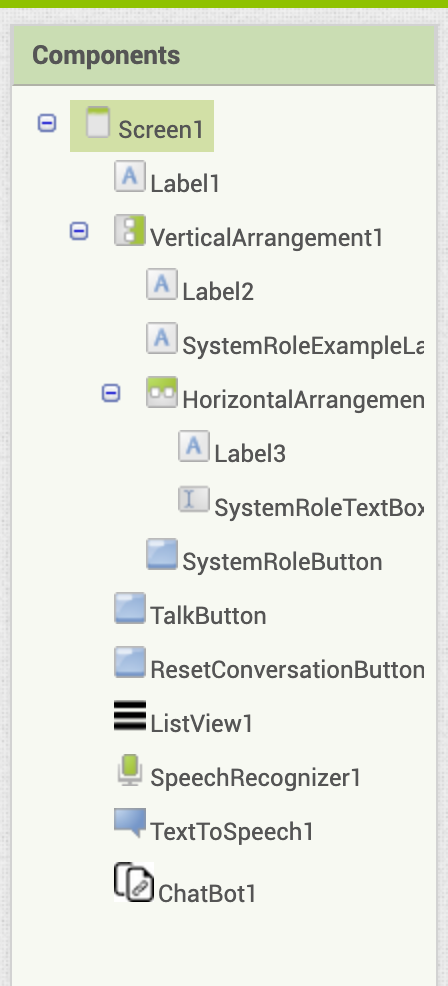 Components
Screen1
Label1
VerticalArrangement1
Label2
SystemRoleExampleLa
HorizontalArrangemen
Label3
SystemRoleTextBox
SystemRoleButton
TalkButton
ResetConversationButton
ListView1
SpeechRecognizer1
TextToSpeech1
ChatBot1